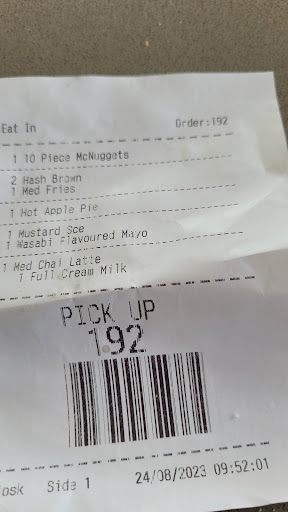 Eat In Order:192
1 10 Piece McNuggets
2 Hash Brown
1 Med Fries
1 Hot Apple Pie
1 Mustard Sce
1 Wasabi Flavoured Mayo
1 Med Chai Latte
1 Full Cream Milk
PICK UP
192
osk Side 1 24/08/2023 09:52:01